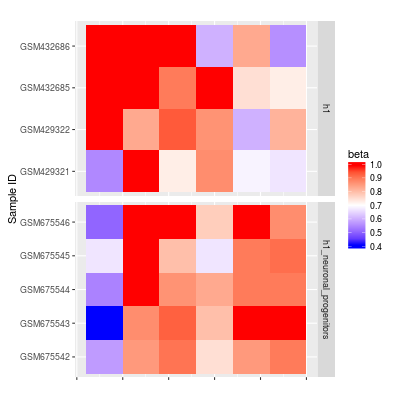 GSM432686
GSM432685
GSM429322
GSM429321
h1
GSM675546
GSM675545
GSM675544
GSM675543
GSM675542
h1_neuronal_progenitors
Sample ID
beta
1.0
0.9
0.8
0.7
0.6
0.5
0.4